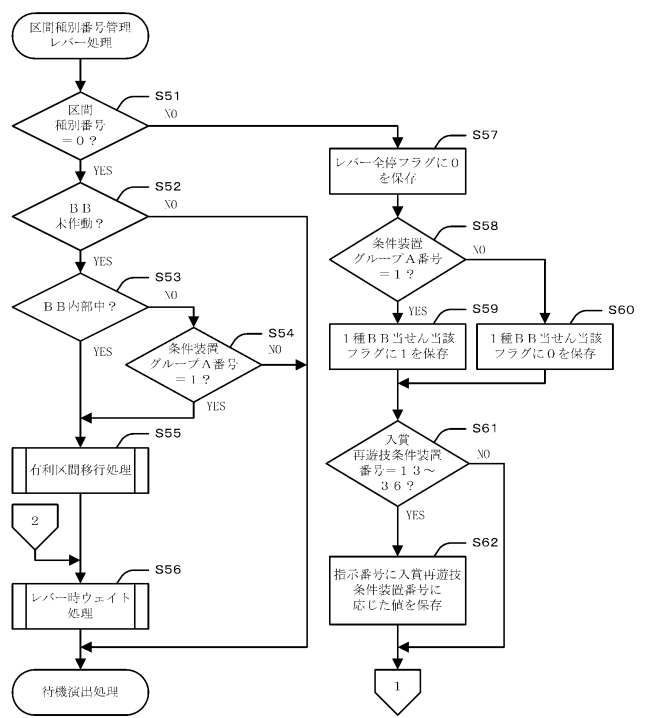 区間種別番号管理
レバー処理
S51
区間
種別番号
＝０？
NO
YES
S52
ＢＢ
未作動？
NO
YES
S53
ＢＢ内部中？
NO
YES
S54
条件装置
グループＡ番号
＝１？
NO
YES
S55
有利区間移行処理
2
S56
レバー時ウェイト
処理
待機演出処理
S57
レバー全停フラグに０
を保存
S58
条件装置
グループＡ番号
＝１？
NO
YES
S59
１種ＢＢ当せん当該
フラグに１を保存
S60
１種ＢＢ当せん当該
フラグに０を保存
S61
入賞
再遊技条件装置
番号＝１３～
３６？
NO
YES
S62
指示番号に入賞再遊技
条件装置番号に
応じた値を保存
1